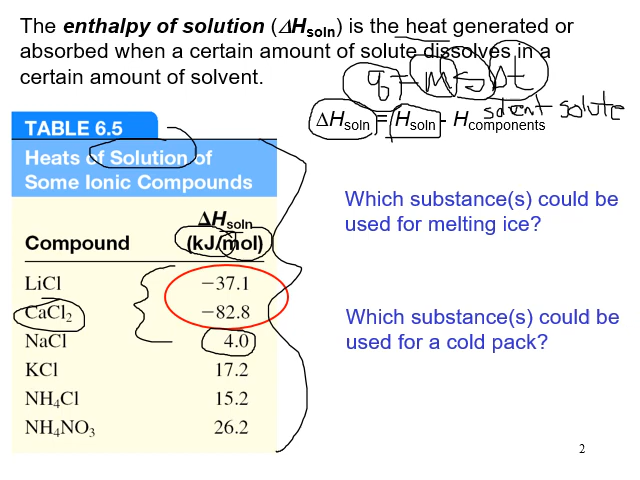 The enthalpy of solution (ΔHsoln) is the heat generated or
absorbed when a certain amount of solute dissolves in a
certain amount of solvent.
q = m s Δt
solvent solute
ΔHsoln = Hsoln - Hcomponents
TABLE 6.5
Heats of Solution of
Some Ionic Compounds
ΔHsoln
Compound (kJ/mol)
LiCl −37.1
CaCl2 −82.8
NaCl 4.0
KCl 17.2
NH4Cl 15.2
NH4NO3 26.2
Which substance(s) could be
used for melting ice?
Which substance(s) could be
used for a cold pack?
2